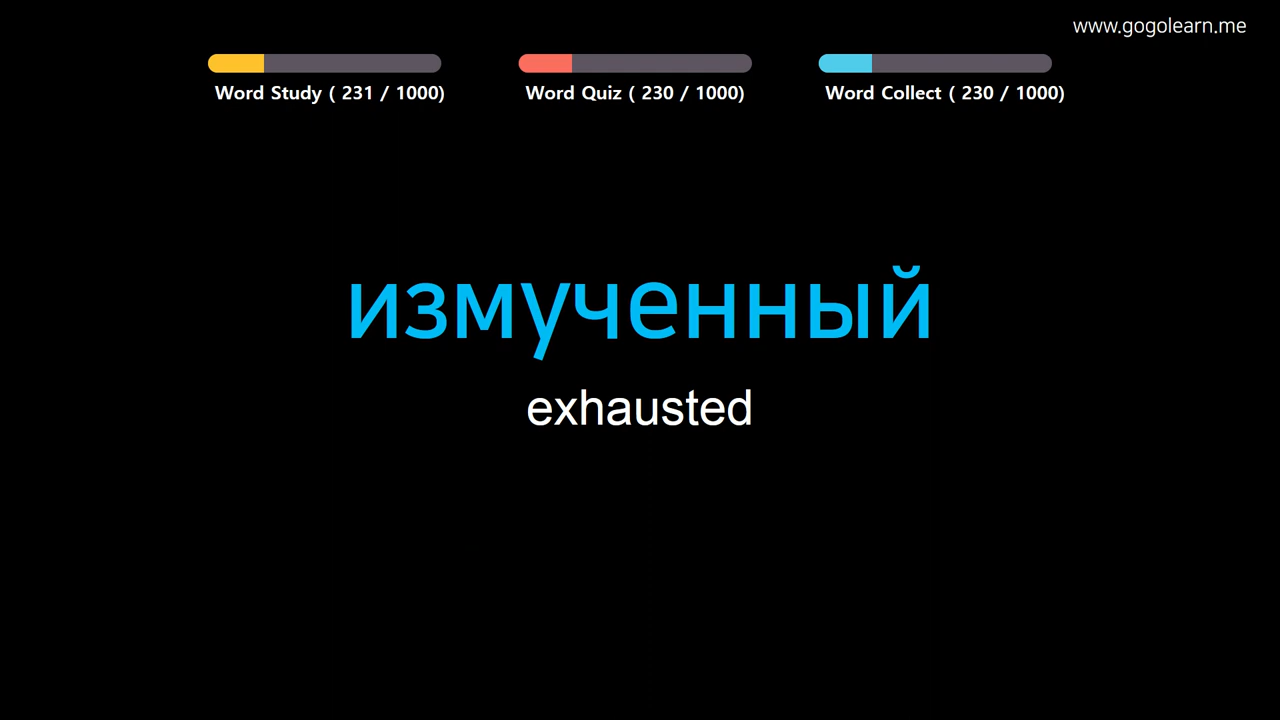 www.gogolearn.me
Word Study ( 231 / 1000)
Word Quiz ( 230 / 1000)
Word Collect ( 230 / 1000)
измученный
exhausted